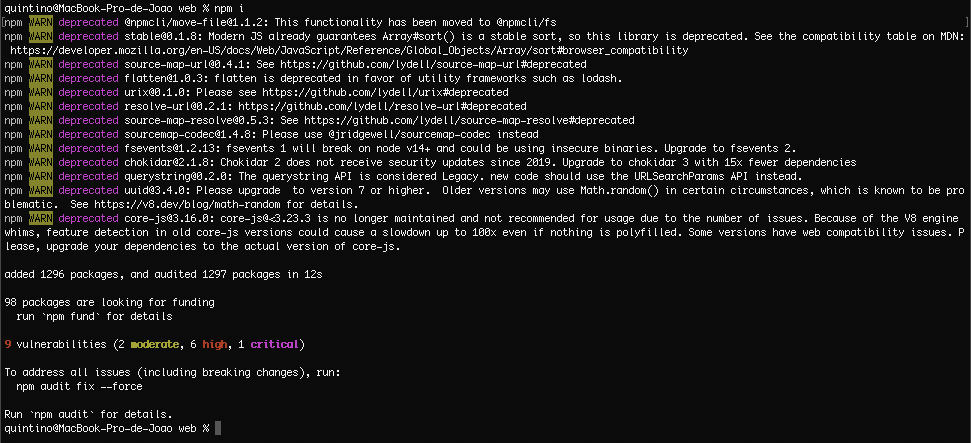 quintino@MacBook-Pro-de-Joao web % npm i
[npm WARN deprecated @npmcli/move-file@1.1.2: This functionality has been moved to @npmcli/fs ]
npm WARN deprecated stable@0.1.8: Modern JS already guarantees Array#sort() is a stable sort, so this library is deprecated. See the compatibility table on MDN:
 https://developer.mozilla.org/en-US/docs/Web/JavaScript/Reference/Global_Objects/Array/sort#browser_compatibility
npm WARN deprecated source-map-url@0.4.1: See https://github.com/lydell/source-map-url#deprecated
npm WARN deprecated flatten@1.0.3: flatten is deprecated in favor of utility frameworks such as lodash.
npm WARN deprecated urix@0.1.0: Please see https://github.com/lydell/urix#deprecated
npm WARN deprecated resolve-url@0.2.1: https://github.com/lydell/resolve-url#deprecated
npm WARN deprecated source-map-resolve@0.5.3: See https://github.com/lydell/source-map-resolve#deprecated
npm WARN deprecated sourcemap-codec@1.4.8: Please use @jridgewell/sourcemap-codec instead
npm WARN deprecated fsevents@1.2.13: fsevents 1 will break on node v14+ and could be using insecure binaries. Upgrade to fsevents 2.
npm WARN deprecated chokidar@2.1.8: Chokidar 2 does not receive security updates since 2019. Upgrade to chokidar 3 with 15x fewer dependencies
npm WARN deprecated querystring@0.2.0: The querystring API is considered Legacy. new code should use the URLSearchParams API instead.
npm WARN deprecated uuid@3.4.0: Please upgrade  to version 7 or higher.  Older versions may use Math.random() in certain circumstances, which is known to be pro
blematic.  See https://v8.dev/blog/math-random for details.
npm WARN deprecated core-js@3.16.0: core-js@<3.23.3 is no longer maintained and not recommended for usage due to the number of issues. Because of the V8 engine
whims, feature detection in old core-js versions could cause a slowdown up to 100x even if nothing is polyfilled. Some versions have web compatibility issues. P
lease, upgrade your dependencies to the actual version of core-js.
added 1296 packages, and audited 1297 packages in 12s
98 packages are looking for funding
  run `npm fund` for details
9 vulnerabilities (2 moderate, 6 high, 1 critical)
To address all issues (including breaking changes), run:
  npm audit fix --force
Run `npm audit` for details.
quintino@MacBook-Pro-de-Joao web %